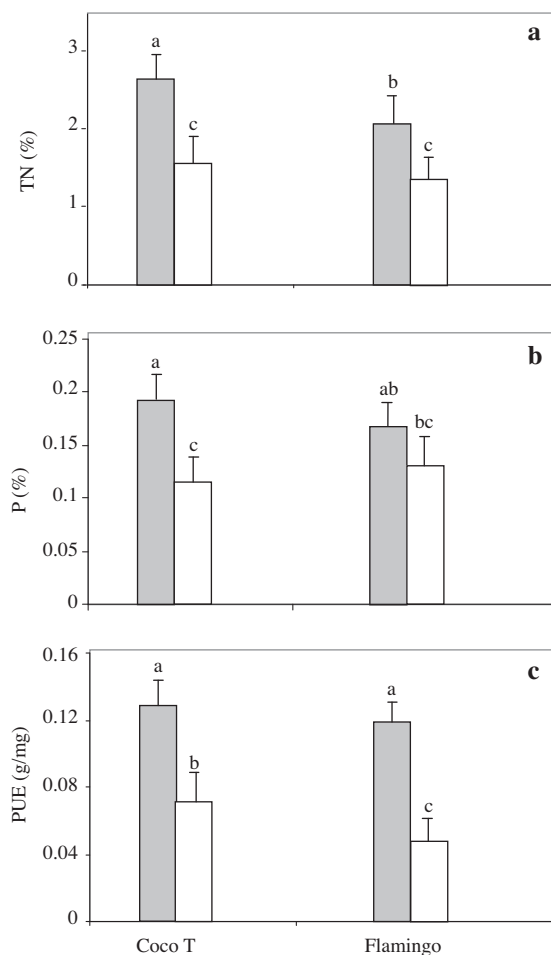 a
3
2
1
0
TN (%)
a
c
b
c
b
0.25
0.2
0.15
0.1
0.05
0
P (%)
a
c
ab
bc
c
0.16
0.12
0.08
0.04
0
PUE (g/mg)
a
b
a
c
Coco T Flamingo